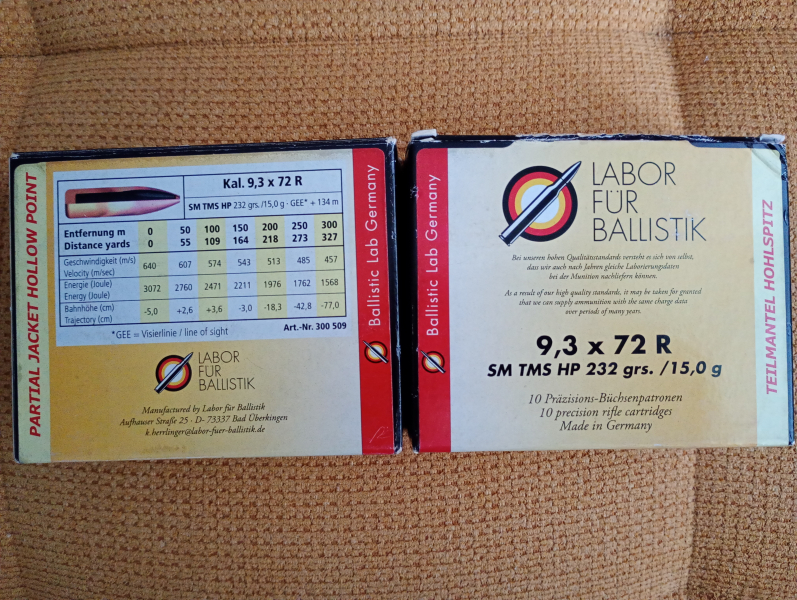 PARTIAL JACKET HOLLOW POINT
Kal. 9,3 x 72 R
SM TMS HP 232 grs./15,0 g · GEE* + 134 m
Entfernung m 0 50 100 150 200 250 300
Distance yards 0 55 109 164 218 273 327
Geschwindigkeit (m/s)
Velocity (m/sec) 640 607 574 543 513 485 457
Energie (Joule)
Energy (Joule) 3072 2760 2471 2211 1976 1762 1568
Bahnhöhe (cm)
Trajectory (cm) -5,0 +2,6 +3,6 -3,0 -18,3 -42,8 -77,0
*GEE = Visierlinie / line of sight Art.-Nr. 300 509
LABOR
FÜR
BALLISTIK
Manufactured by Labor für Ballistik
Aufhauser Straße 25 · D- 73337 Bad Überkingen
k.herrlinger@labor-fuer-ballistik.de
Ballistic Lab Germany
Ballistic Lab Germany
LABOR
FÜR
BALLISTIK
Bei unseren hohen Qualitätsstandards versteht es sich von selbst,
dass wir auch nach Jahren gleiche Laborierungsdaten
bei der Munition nachliefern können.
As a result of our high quality standards, it may be taken for granted
that we can supply ammunition with the same charge data
over periods of many years.
9,3 x 72 R
SM TMS HP 232 grs. /15,0 g
10 Präzisions-Büchsenpatronen
10 precision rifle cartridges
Made in Germany
TEILMANTEL HOHLSPITZ